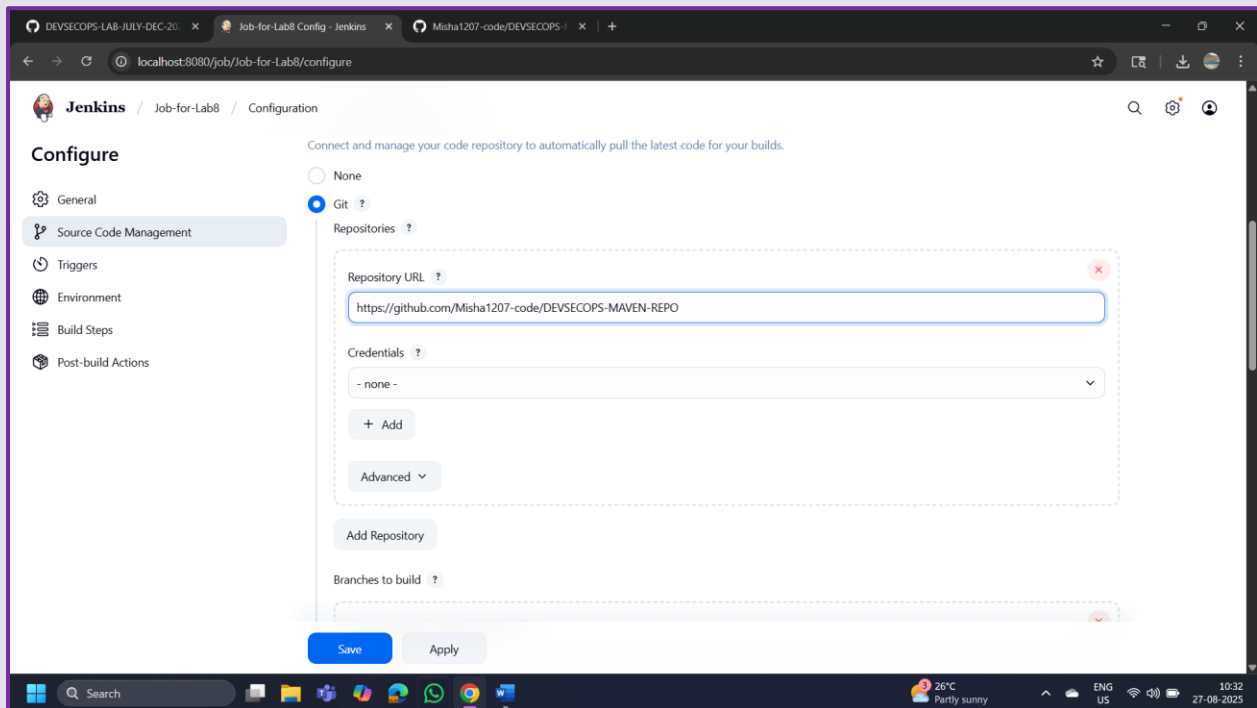 DEVSECOPS-LAB-JULY-DEC-20
Job-for-Lab8 Config - Jenkins
Misha1207-code/DEVSECOPS-
localhost:8080/job/Job-for-Lab8/configure
Jenkins / Job-for-Lab8 / Configuration
Configure
General
Source Code Management
Triggers
Environment
Build Steps
Post-build Actions
Connect and manage your code repository to automatically pull the latest code for your builds.
None
Git ?
Repositories ?
Repository URL ?
https://github.com/Misha1207-code/DEVSECOPS-MAVEN-REPO
Credentials ?
- none -
+ Add
Advanced
Add Repository
Branches to build ?
Save
Apply
Search
3
26°C
Partly sunny
ENG
US
10:32
27-08-2025